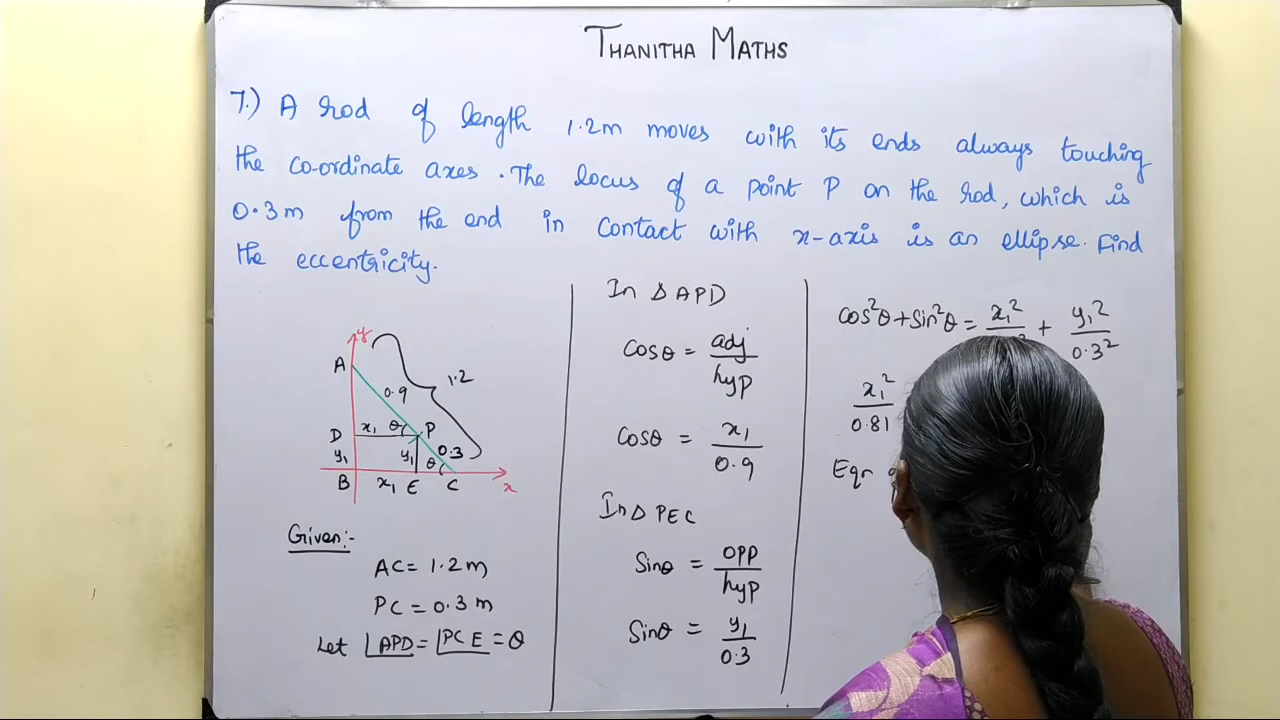 THANITHA MATHS
7.) A rod of length 1.2m moves with its ends always touching
the co-ordinate axes. The locus of a point P on the rod, which is
0.3m from the end in contact with x-axis is an ellipse. Find
the eccentricity.
y
A
0.9
1.2
D x₁ θ P
y₁ y₁ 0.3
θ
B x₁ E C x
Given:-
AC = 1.2m
PC = 0.3m
Let ∠APD = ∠PCE = θ
In Δ APD
Cosθ = adj/hyp
Cosθ = x₁/0.9
In Δ PEC
Sinθ = opp/hyp
Sinθ = y₁/0.3
Cos²θ + Sin²θ = x₁² + y₁²/0.3²
x₁²/0.81
Eqn